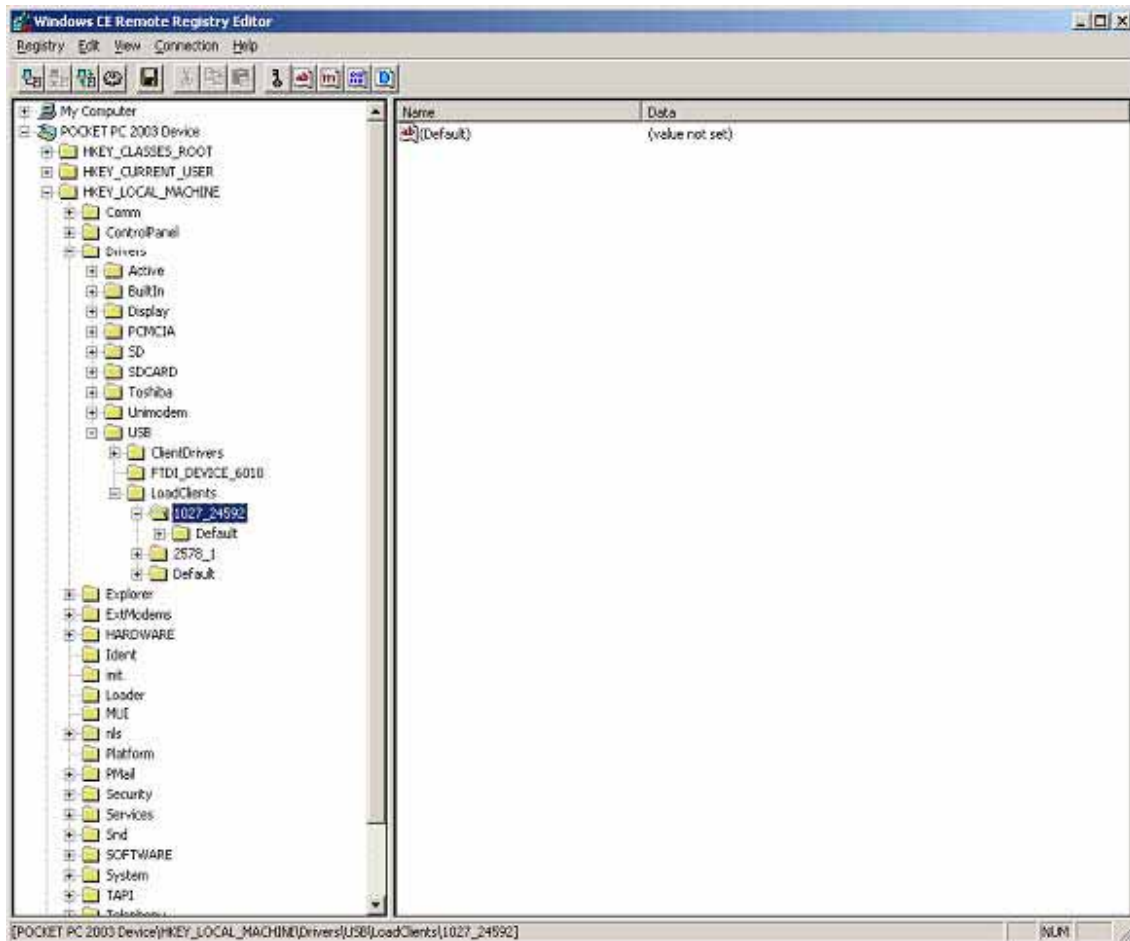 Windows CE Remote Registry Editor
Registry Edit View Connection Help
My Computer
POCKET PC 2003 Device
HKEY_CLASSES_ROOT
HKEY_CURRENT_USER
HKEY_LOCAL_MACHINE
Comm
ControlPanel
Drivers
Active
BuiltIn
Display
PCMCIA
SD
SDCARD
Toshiba
Unimodem
USB
ClientDrivers
FTDI_DEVICE_6010
LoadClients
1027_24592
Default
2578_1
Default
Explorer
ExtModems
HARDWARE
Ident
init
Loader
MUI
nls
Platform
PMail
Security
Services
Snd
SOFTWARE
System
TAPI
Telephony
Name Data
(Default) (value not set)
[POCKET PC 2003 Device\HKEY_LOCAL_MACHINE\Drivers\USB\LoadClients\1027_24592] NUM